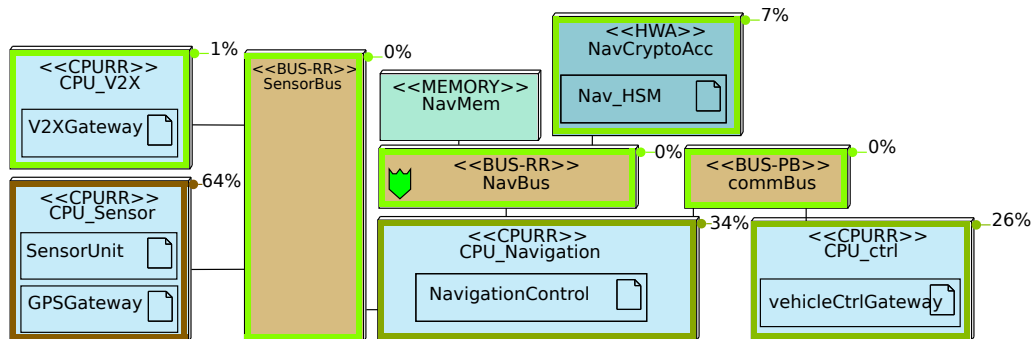 1%
<<CPURR>>
CPU_V2X
V2XGateway
64%
<<CPURR>>
CPU_Sensor
SensorUnit
GPSGateway
0%
<<BUS-RR>>
SensorBus
<<MEMORY>>
NavMem
7%
<<HWA>>
NavCryptoAcc
Nav_HSM
0%
<<BUS-RR>>
NavBus
0%
<<BUS-PB>>
commBus
34%
<<CPURR>>
CPU_Navigation
NavigationControl
26%
<<CPURR>>
CPU_ctrl
vehicleCtrlGateway